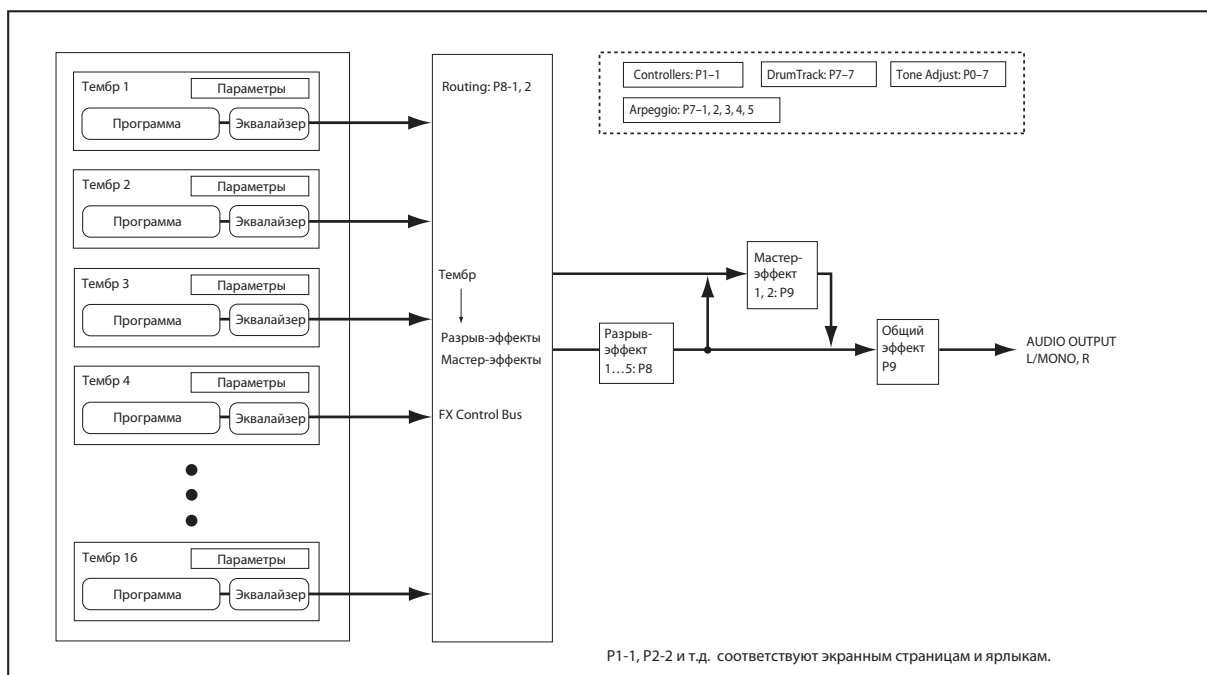 Тембр 1
Параметры
Программа
Эквалайзер
Тембр 2
Параметры
Программа
Эквалайзер
Тембр 3
Параметры
Программа
Эквалайзер
Тембр 4
Параметры
Программа
Эквалайзер
Тембр 16
Параметры
Программа
Эквалайзер
Routing: P8-1, 2
Тембр
Разрыв-эффекты
Мастер-эффекты
FX Control Bus
Controllers: P1–1
DrumTrack: P7–7
Tone Adjust: P0–7
Arpeggio: P7–1, 2, 3, 4, 5
Разрыв-
эффект
1…5: P8
Мастер-
эффект
1, 2: P9
Общий
эффект
P9
AUDIO OUTPUT
L/MONO, R
P1-1, P2-2 и т.д. соответствуют экранным страницам и ярлыкам.